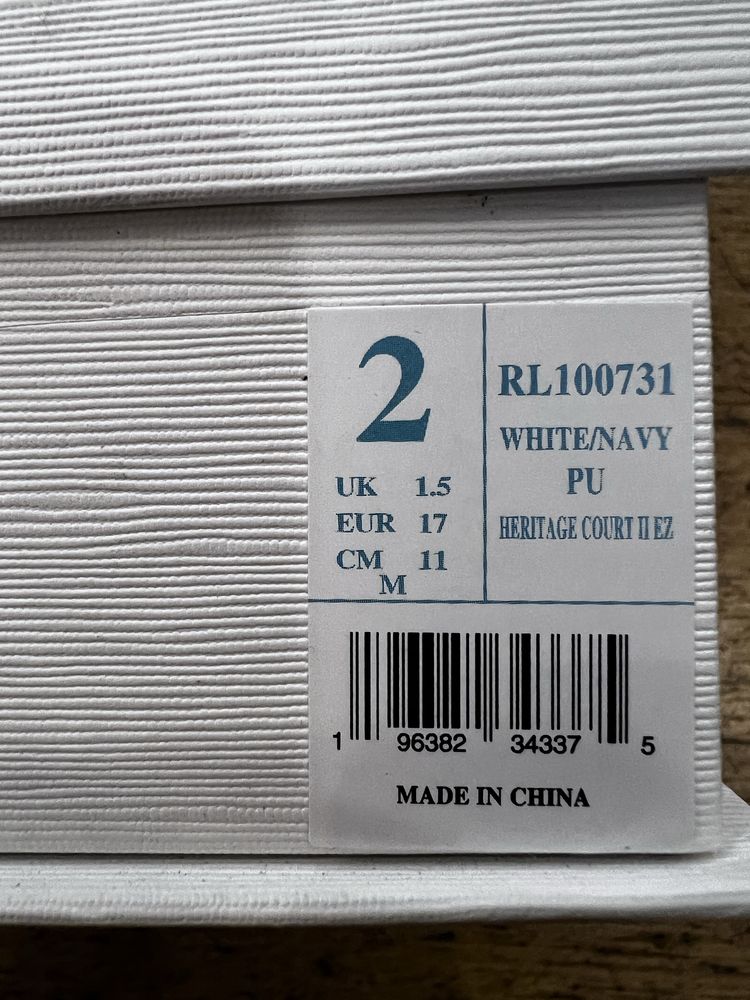 2
UK 1.5
EUR 17
CM 11
M
RL100731
WHITE/NAVY
PU
HERITAGE COURT II EZ
1 96382 34337 5
MADE IN CHINA